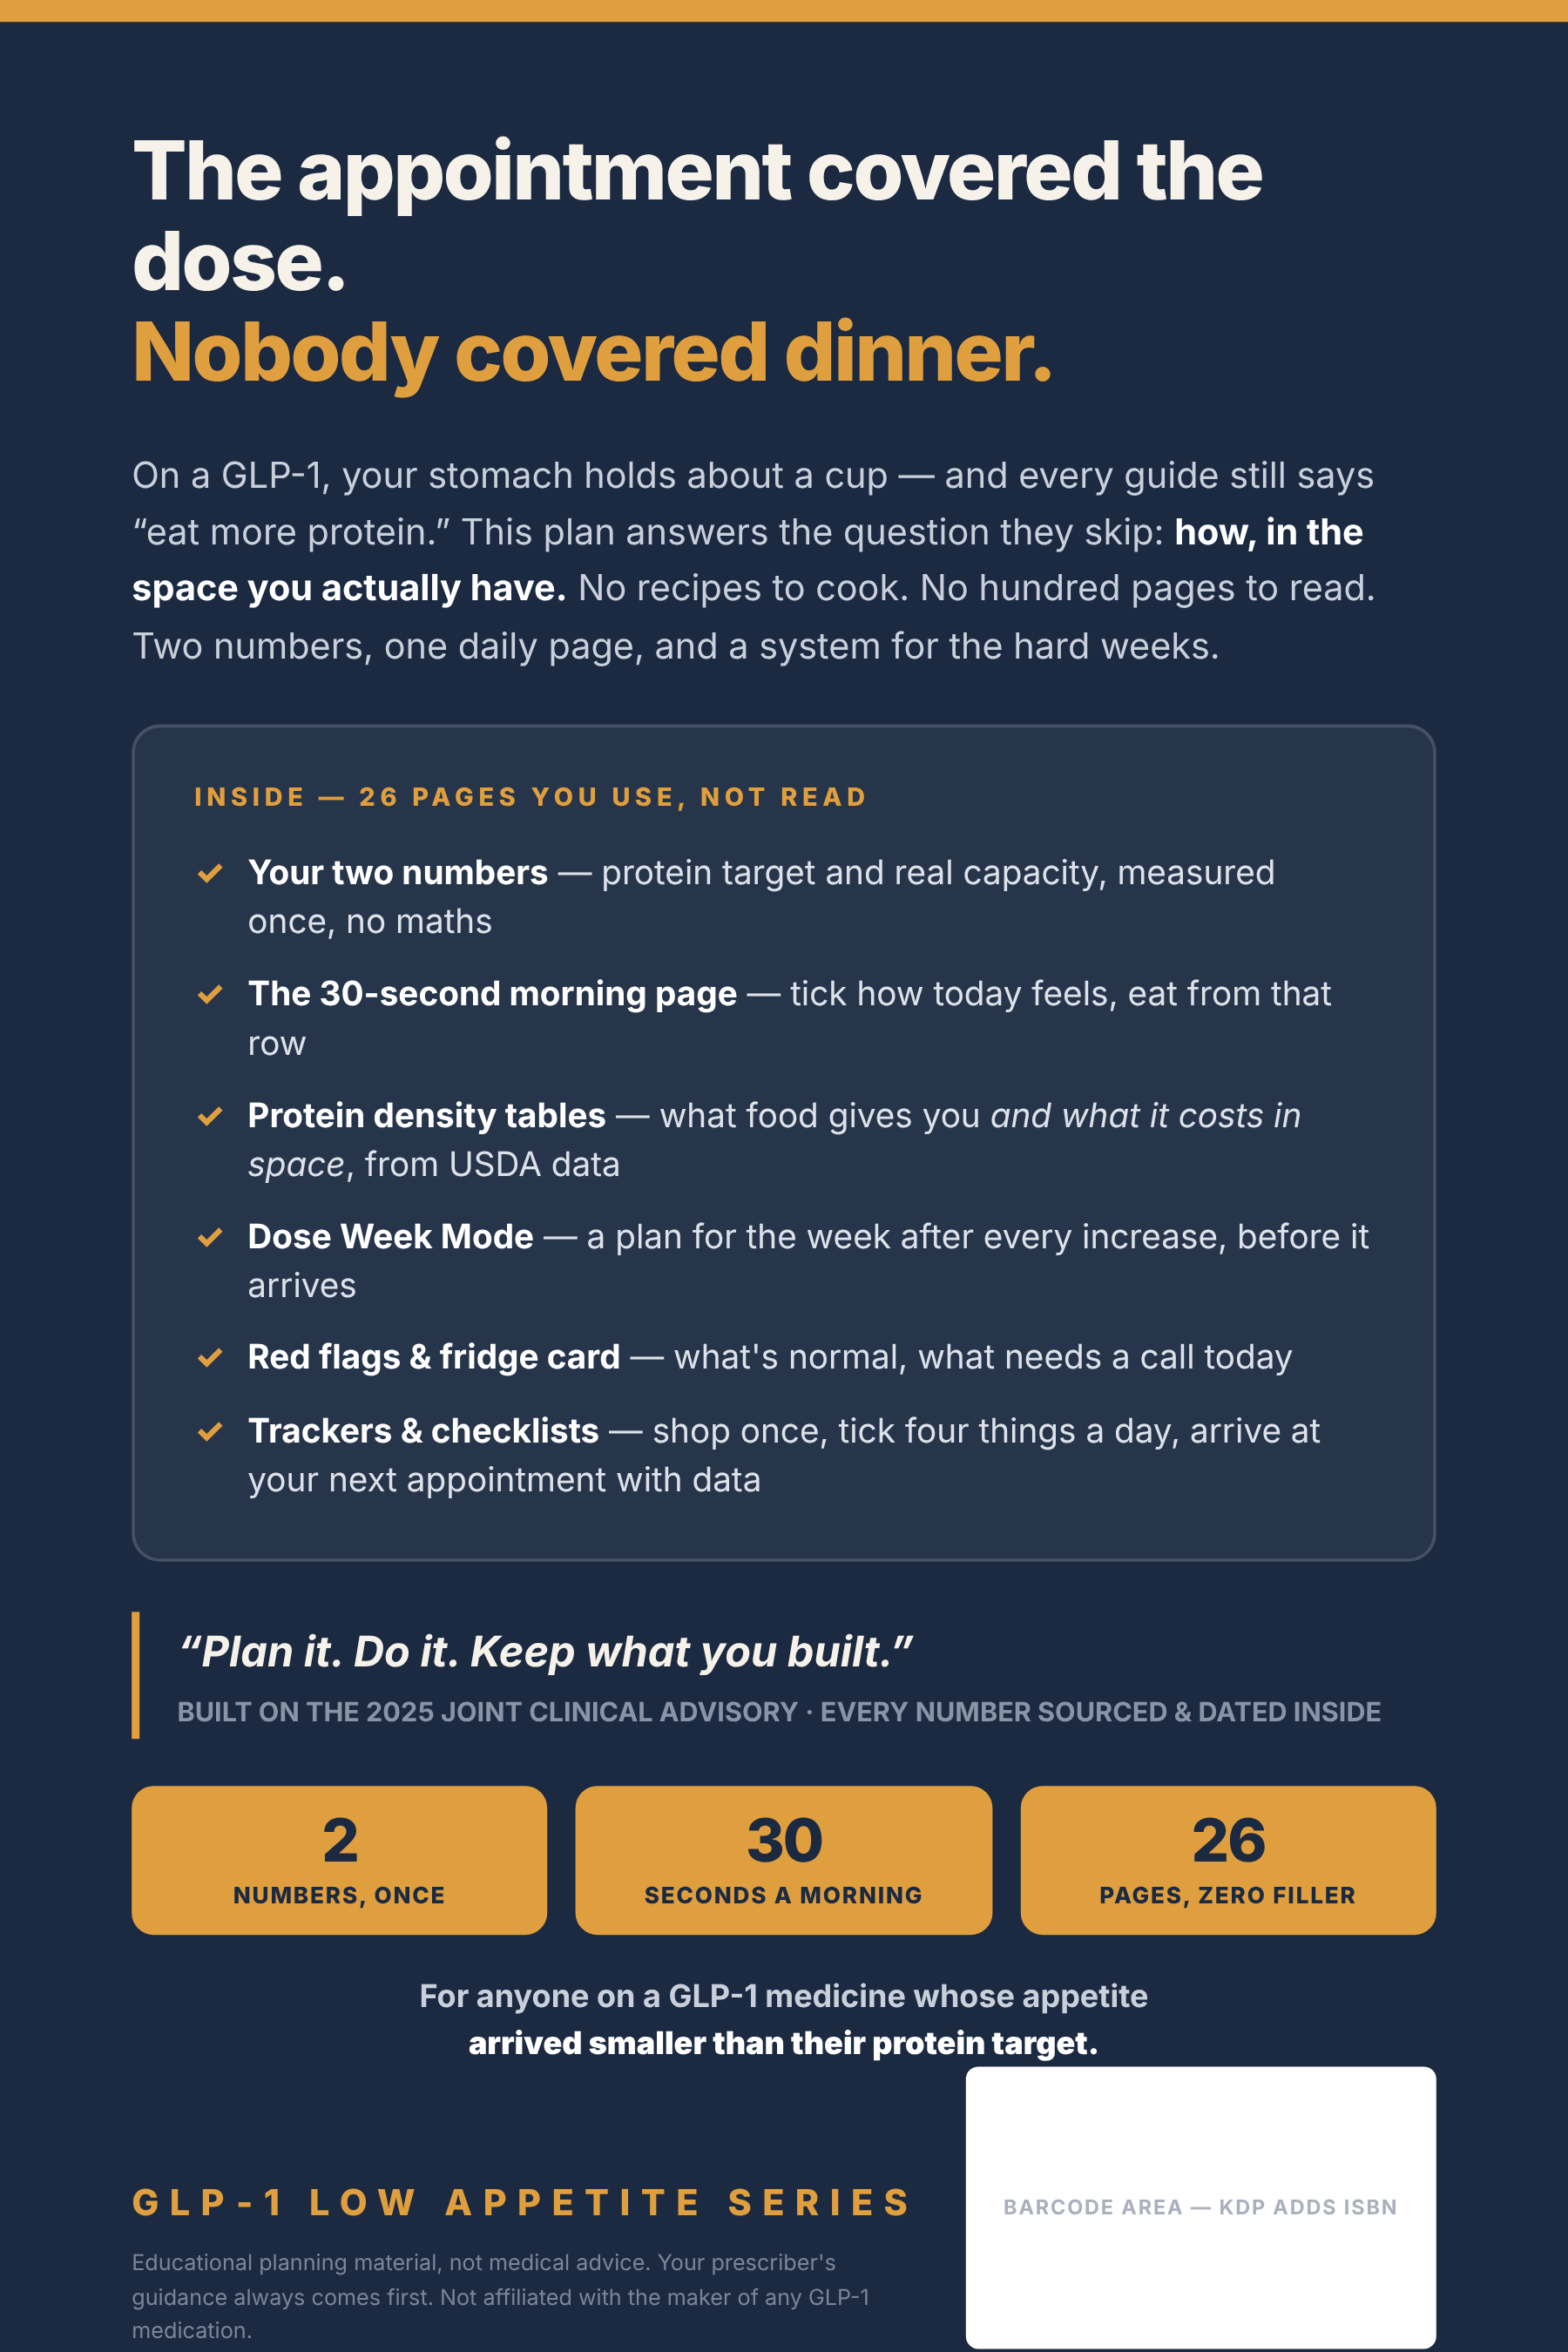 The appointment covered the
dose.
Nobody covered dinner.
On a GLP-1, your stomach holds about a cup — and every guide still says
“eat more protein.” This plan answers the question they skip: how, in the
space you actually have. No recipes to cook. No hundred pages to read.
Two numbers, one daily page, and a system for the hard weeks.
INSIDE — 26 PAGES YOU USE, NOT READ
✓ Your two numbers — protein target and real capacity, measured
once, no maths
✓ The 30-second morning page — tick how today feels, eat from that
row
✓ Protein density tables — what food gives you and what it costs in
space, from USDA data
✓ Dose Week Mode — a plan for the week after every increase, before it
arrives
✓ Red flags & fridge card — what's normal, what needs a call today
✓ Trackers & checklists — shop once, tick four things a day, arrive at
your next appointment with data
“Plan it. Do it. Keep what you built.”
BUILT ON THE 2025 JOINT CLINICAL ADVISORY · EVERY NUMBER SOURCED & DATED INSIDE
2
NUMBERS, ONCE
30
SECONDS A MORNING
26
PAGES, ZERO FILLER
For anyone on a GLP-1 medicine whose appetite
arrived smaller than their protein target.
GLP-1 LOW APPETITE SERIES
Educational planning material, not medical advice. Your prescriber's
guidance always comes first. Not affiliated with the maker of any GLP-1
medication.
BARCODE AREA — KDP ADDS ISBN